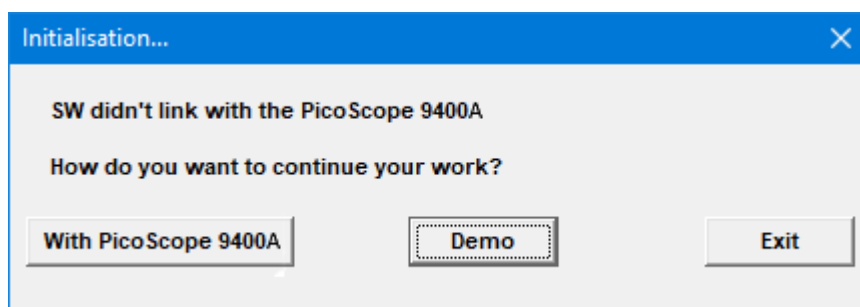 Initialisation...
SW didn't link with the PicoScope 9400A
How do you want to continue your work?
With PicoScope 9400A Demo Exit